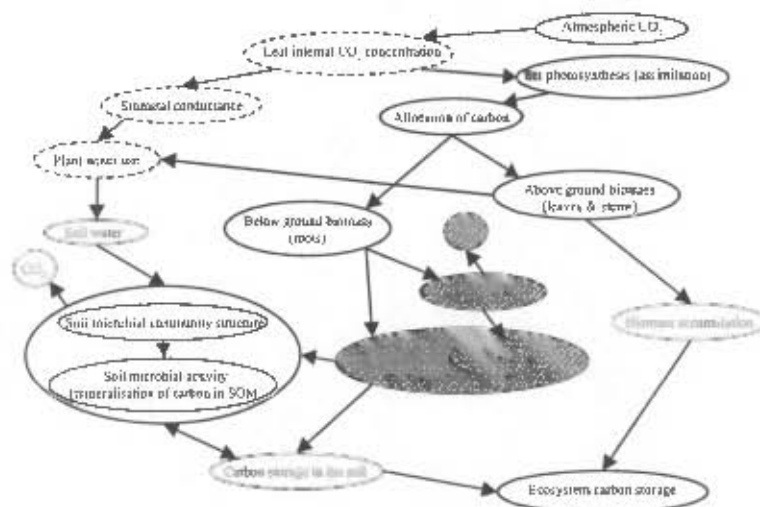 Atmospheric CO₂
Leaf internal CO₂ concentration
photosynthesis (assimilation)
Stomatal conductance
Allocation of carbon
Plant water use
Above ground biomass
(leaves & stems)
Below ground biomass
(roots)
Soil water
CO₂
Soil microbial community structure
Biomass accumulation
Soil microbial activity
(mineralisation of carbon in SOM)
Carbon storage in the soil
Ecosystem carbon storage